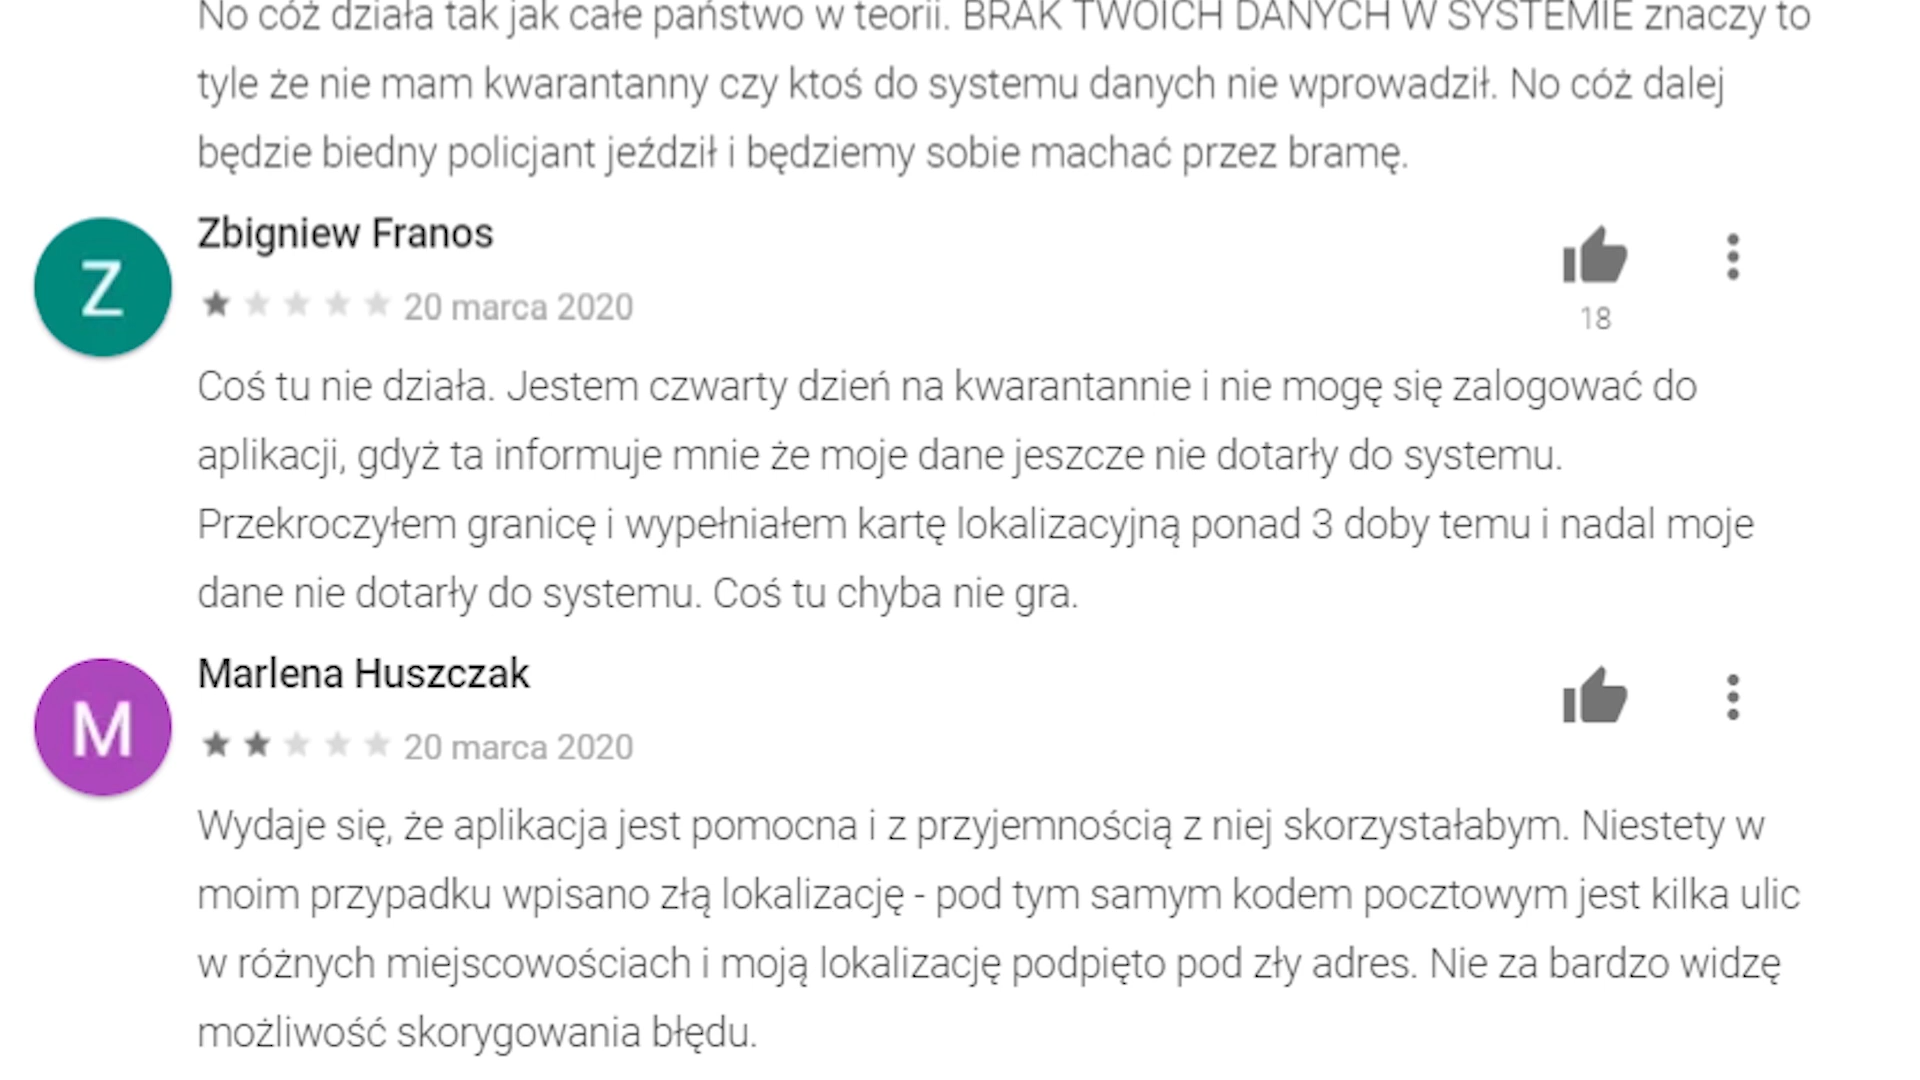 No cóż działa tak jak całe państwo w teorii. BRAK TWOICH DANYCH W SYSTEMIE znaczy to
tyle że nie mam kwarantanny czy ktoś do systemu danych nie wprowadził. No cóż dalej
będzie biedny policjant jeździł i będziemy sobie machać przez bramę.
Z
Zbigniew Franos
20 marca 2020
18
Coś tu nie działa. Jestem czwarty dzień na kwarantannie i nie mogę się zalogować do
aplikacji, gdyż ta informuje mnie że moje dane jeszcze nie dotarły do systemu.
Przekroczyłem granicę i wypełniałem kartę lokalizacyjną ponad 3 doby temu i nadal moje
dane nie dotarły do systemu. Coś tu chyba nie gra.
M
Marlena Huszczak
20 marca 2020
Wydaje się, że aplikacja jest pomocna i z przyjemnością z niej skorzystałabym. Niestety w
moim przypadku wpisano złą lokalizację - pod tym samym kodem pocztowym jest kilka ulic
w różnych miejscowościach i moją lokalizację podpięto pod zły adres. Nie za bardzo widzę
możliwość skorygowania błędu.